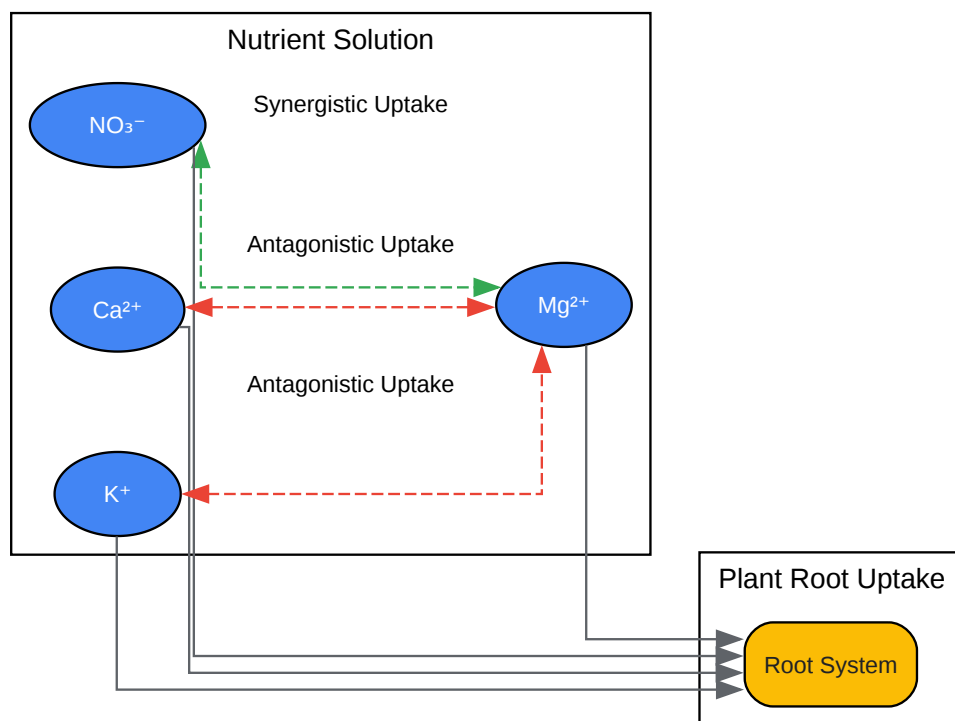 Nutrient Solution
NO₃⁻
Synergistic Uptake
Antagonistic Uptake
Ca²⁺
Mg²⁺
Antagonistic Uptake
K⁺
Plant Root Uptake
Root System